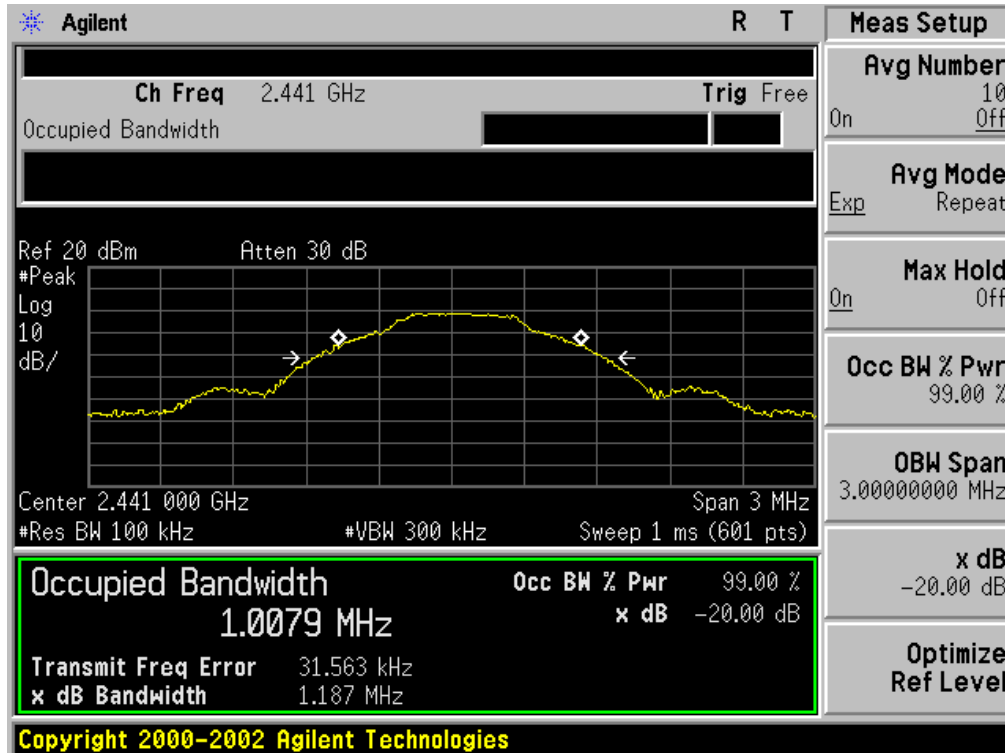 Agilent R T
Ch Freq 2.441 GHz Trig Free
Occupied Bandwidth
Ref 20 dBm Atten 30 dB
#Peak
Log
10
dB/
Center 2.441 000 GHz Span 3 MHz
#Res BW 100 kHz #VBW 300 kHz Sweep 1 ms (601 pts)
Occupied Bandwidth Occ BW % Pwr 99.00 %
1.0079 MHz x dB -20.00 dB
Transmit Freq Error 31.563 kHz
x dB Bandwidth 1.187 MHz
Copyright 2000-2002 Agilent Technologies
Meas Setup
Avg Number
10
On Off
Avg Mode
Exp Repeat
Max Hold
On Off
Occ BW % Pwr
99.00 %
OBW Span
3.00000000 MHz
x dB
-20.00 dB
Optimize
Ref Level